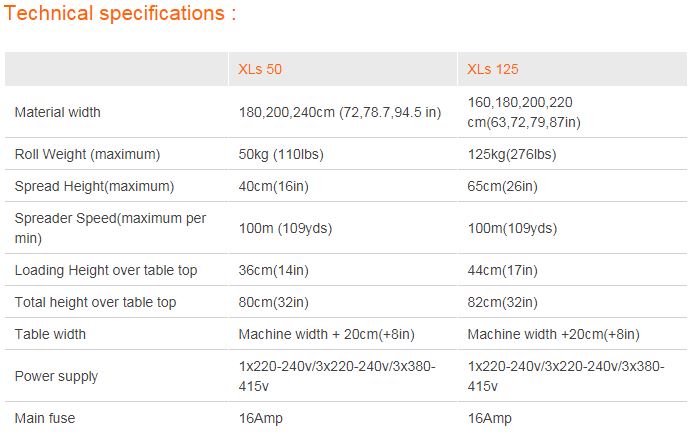 Technical specifications :
XLs 50 XLs 125
Material width 180,200,240cm (72,78.7,94.5 in) 160,180,200,220
cm(63,72,79,87in)
Roll Weight (maximum) 50kg (110lbs) 125kg(276lbs)
Spread Height(maximum) 40cm(16in) 65cm(26in)
Spreader Speed(maximum per
min) 100m (109yds) 100m(109yds)
Loading Height over table top 36cm(14in) 44cm(17in)
Total height over table top 80cm(32in) 82cm(32in)
Table width Machine width + 20cm(+8in) Machine width +20cm(+8in)
Power supply 1x220-240v/3x220-240v/3x380-
415v 1x220-240v/3x220-240v/3x380-
415v
Main fuse 16Amp 16Amp